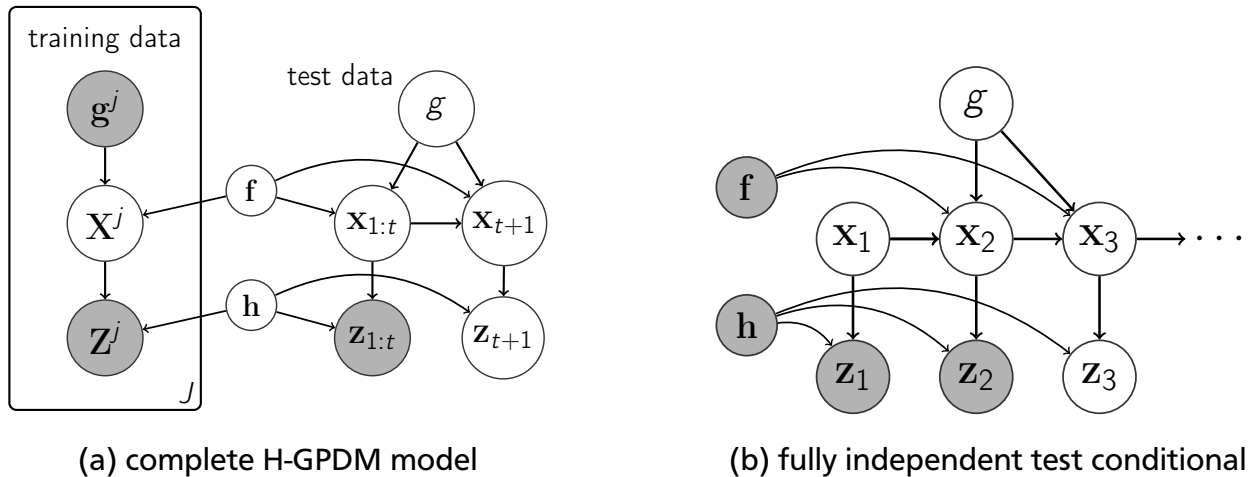 training data
test data
g^j
g
f
X^j
x_{1:t}
x_{t+1}
h
Z^j
z_{1:t}
z_{t+1}
J
(a) complete H-GPDM model
g
f
x_1
x_2
x_3
· · ·
h
z_1
z_2
z_3
(b) fully independent test conditional